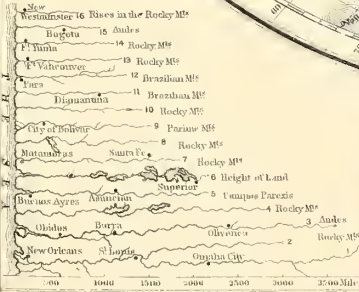 New
Westminster 16 Rises in the Rocky Mts
Bogota 15 Andes
Ft Yuma 14 Rocky Mts
Ft Vancouver 13 Rocky Mts
Para 12 Brazilian Mts
Diamantina 11 Brazilian Mts
10 Rocky Mts
City of Bolivar 9 Parime Mts
8 Rocky Mts
Matamoras Santa Fe 7 Rocky Mts
6 Height of Land
Superior
Buenos Ayres Asuncion 5 Campos Parexis
4 Rocky Mts
Obidos Barra Olivenca 3 Andes
2 Rocky Mts
New Orleans St Louis Omaha City 1
500 1000 1500 2000 2500 3000 3500 Miles
THE SEA
60
80